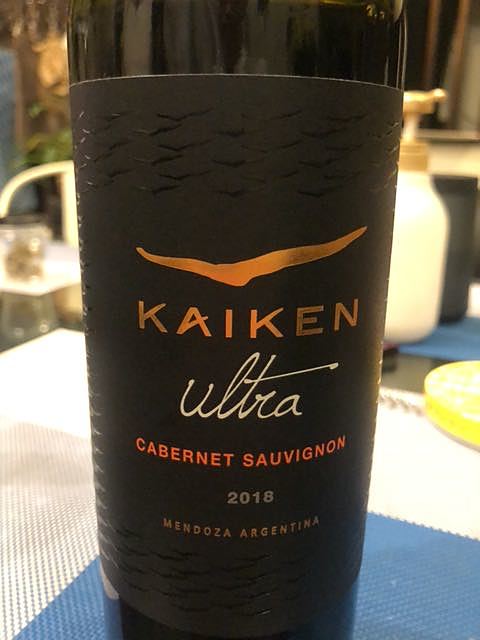 KAIKEN
ultra
CABERNET SAUVIGNON
2018
MENDOZA ARGENTINA